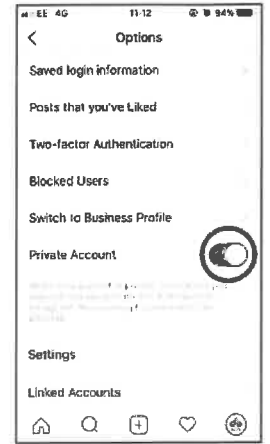 EE 4G 11:12 94%
Options
Saved login information
Posts that you've Liked
Two-factor Authentication
Blocked Users
Switch to Business Profile
Private Account
Settings
Linked Accounts